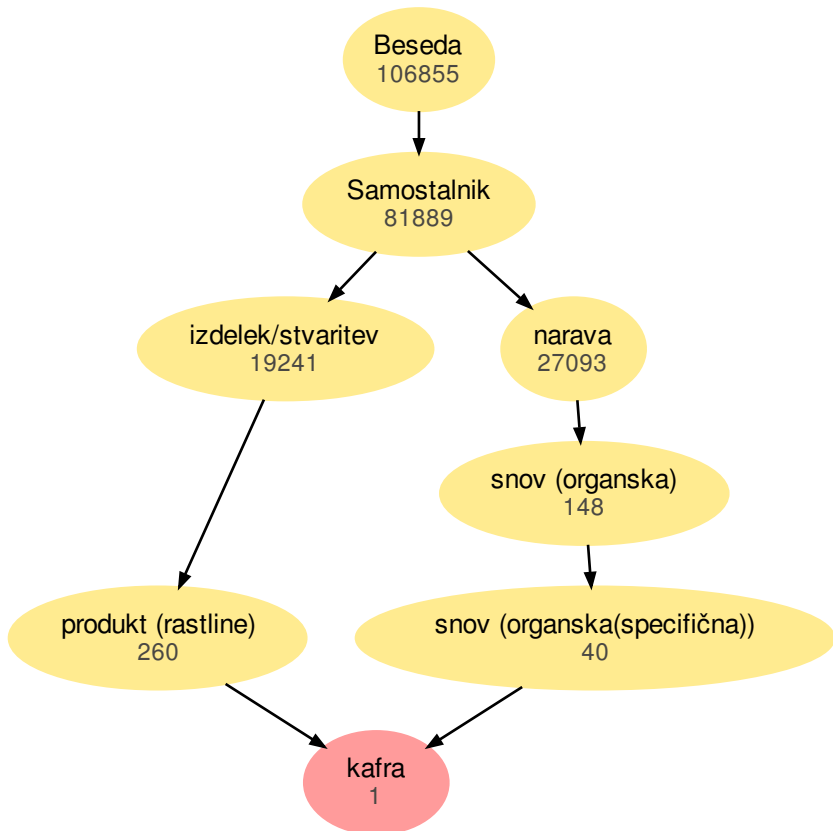 Beseda
106855
Samostalnik
81889
izdelek/stvaritev
19241
narava
27093
snov (organska)
148
produkt (rastline)
260
snov (organska(specifična))
40
kafra
1